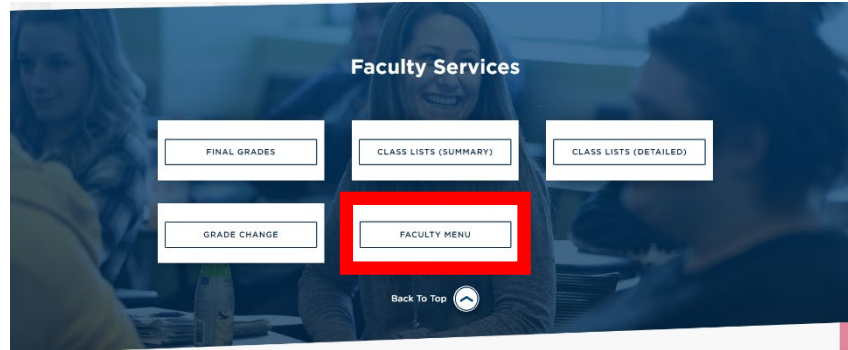 Faculty Services
FINAL GRADES
CLASS LISTS (SUMMARY)
CLASS LISTS (DETAILED)
GRADE CHANGE
FACULTY MENU
Back To Top